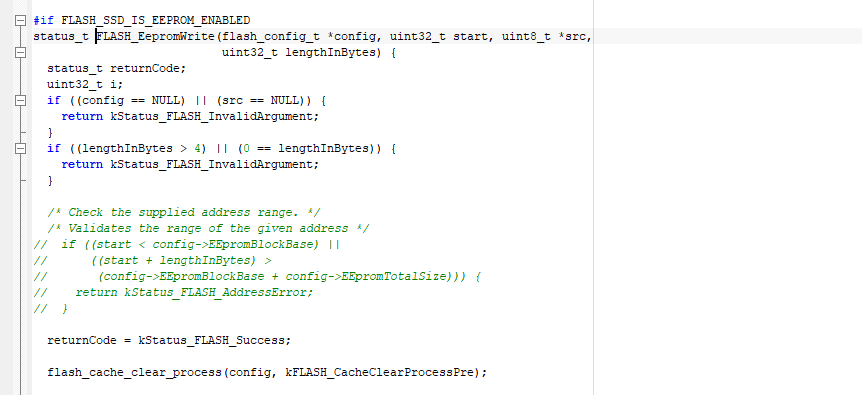 #if FLASH_SSD_IS_EEPROM_ENABLED
status_t FLASH_EepromWrite(flash_config_t *config, uint32_t start, uint8_t *src,
                           uint32_t lengthInBytes) {
  status_t returnCode;
  uint32_t i;
  if ((config == NULL) || (src == NULL)) {
    return kStatus_FLASH_InvalidArgument;
  }
  if ((lengthInBytes > 4) || (0 == lengthInBytes)) {
    return kStatus_FLASH_InvalidArgument;
  }
  /* Check the supplied address range. */
  /* Validates the range of the given address */
//  if ((start < config->EEpromBlockBase) ||
//      ((start + lengthInBytes) >
//       (config->EEpromBlockBase + config->EEpromTotalSize))) {
//    return kStatus_FLASH_AddressError;
//  }
  returnCode = kStatus_FLASH_Success;
  flash_cache_clear_process(config, kFLASH_CacheClearProcessPre);